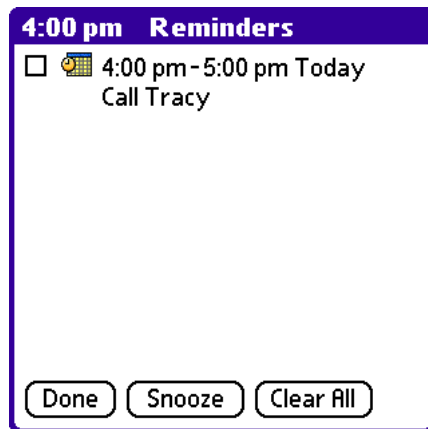 4:00 pm Reminders
4:00 pm-5:00 pm Today
Call Tracy
Done Snooze Clear All